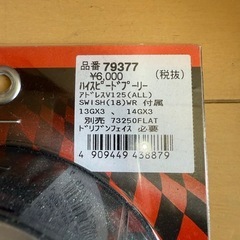 品番 79377
¥6,000 (税抜)
ﾊｲｽﾋﾟｰﾄﾞﾌﾟｰﾘｰ
ｱﾄﾞﾚｽV125(ALL)
SWISH(18)WR 付属
13GX3 、 14GX3
別売 73250FLAT
ﾄﾞﾘﾌﾞﾝﾌｪｲｽ 必要
4 909449 438879